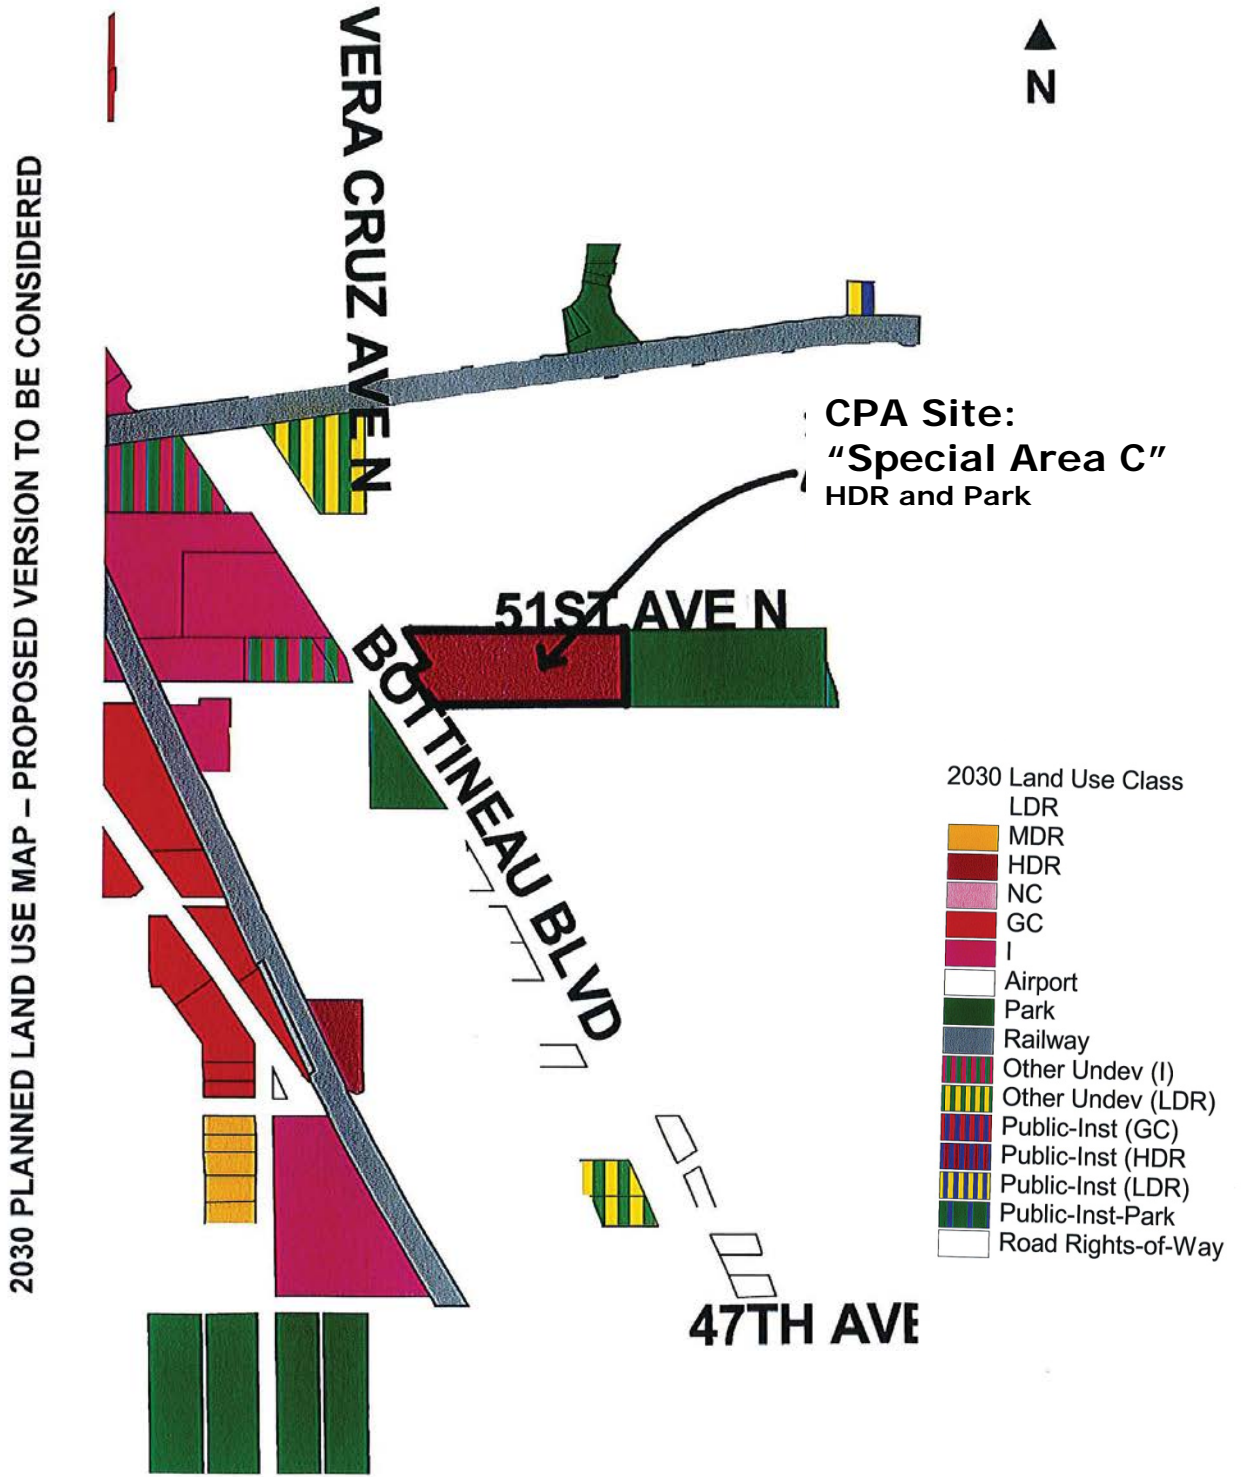 2030 PLANNED LAND USE MAP – PROPOSED VERSION TO BE CONSIDERED
VERA CRUZ AVE N
N
CPA Site:
“Special Area C”
HDR and Park
51ST AVE N
BOTTINEAU BLVD
47TH AVE
2030 Land Use Class
LDR
MDR
HDR
NC
GC
I
Airport
Park
Railway
Other Undev (I)
Other Undev (LDR)
Public-Inst (GC)
Public-Inst (HDR
Public-Inst (LDR)
Public-Inst-Park
Road Rights-of-Way